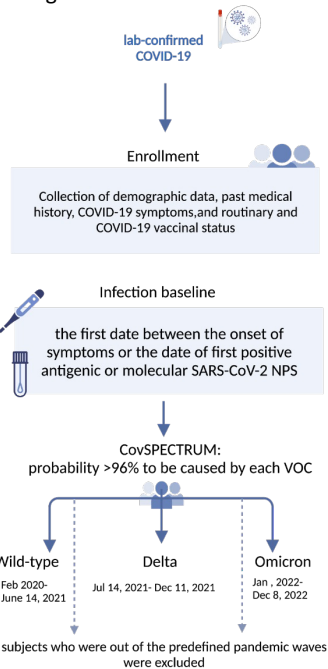 lab-confirmed
COVID-19
Enrollment
Collection of demographic data, past medical
history, COVID-19 symptoms,and routinary and
COVID-19 vaccinal status
Infection baseline
the first date between the onset of
symptoms or the date of first positive
antigenic or molecular SARS-CoV-2 NPS
CovSPECTRUM:
probability >96% to be caused by each VOC
Wild-type
Delta
Omicron
Feb 2020-
June 14, 2021
Jul 14, 2021- Dec 11, 2021
Jan , 2022-
Dec 8, 2022
subjects who were out of the predefined pandemic waves
were excluded